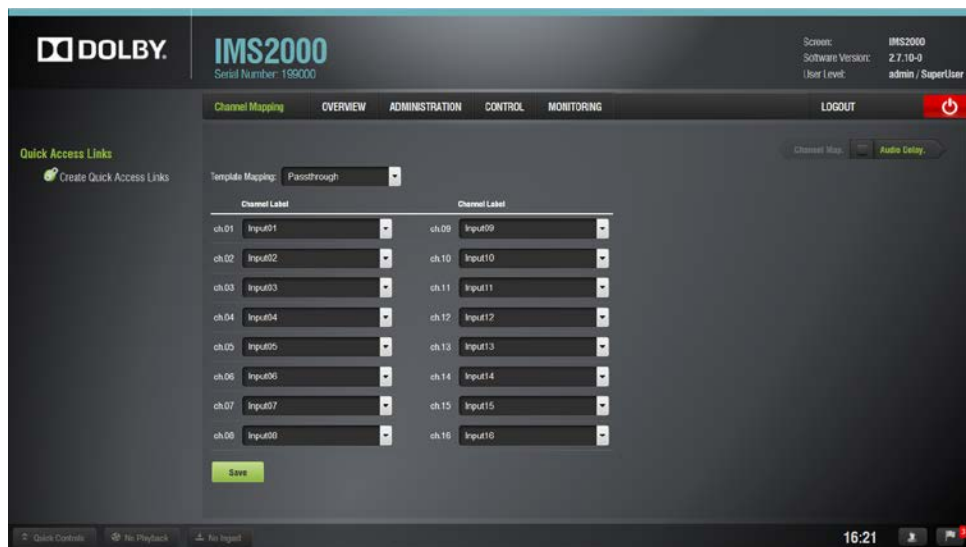 DOLBY.
IMS2000
Serial Number: 199000
Screen: IMS2000
Software Version: 2.7.10-0
User Level: admin / SuperUser
Channel Mapping OVERVIEW ADMINISTRATION CONTROL MONITORING LOGOUT
Quick Access Links
Create Quick Access Links
Channel Map. Audio Delay.
Template Mapping: Passthrough
Channel Label Channel Label
ch.01 Input01 ch.09 Input09
ch.02 Input02 ch.10 Input10
ch.03 Input03 ch.11 Input11
ch.04 Input04 ch.12 Input12
ch.05 Input05 ch.13 Input13
ch.06 Input06 ch.14 Input14
ch.07 Input07 ch.15 Input15
ch.08 Input08 ch.16 Input16
Save
Quick Controls No Playback No Ingest 16:21